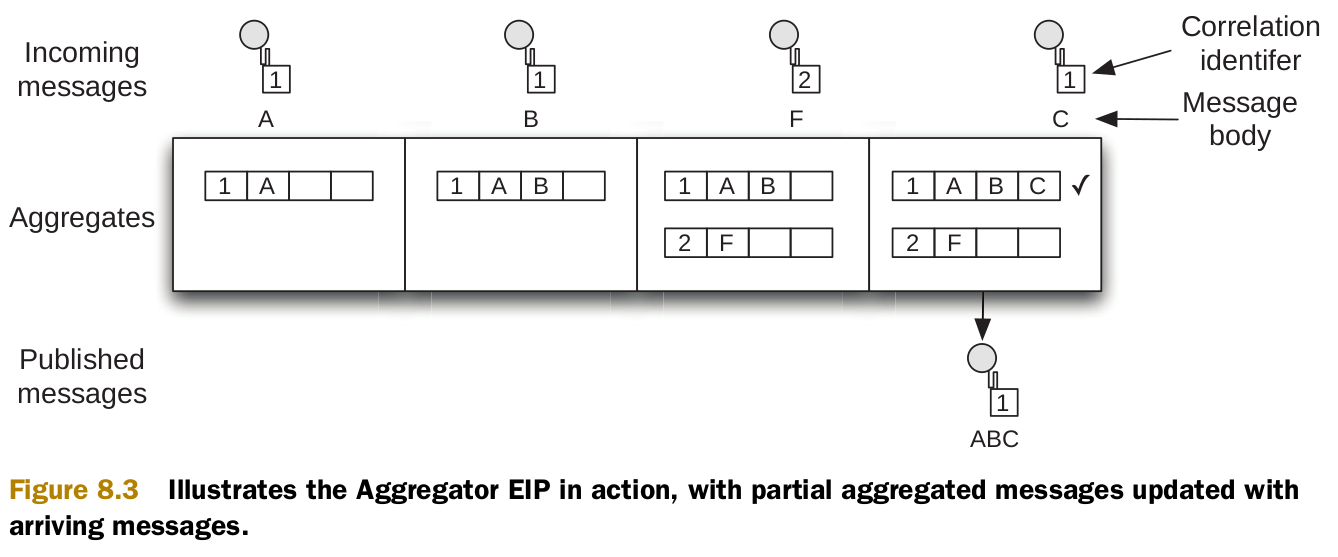 Incoming
messages
1
1
2
1
Correlation
identifer
A
B
F
C
Message
body
Aggregates
1 A
1 A B
1 A B
1 A B C ✓
2 F
2 F
Published
messages
1
ABC
Figure 8.3 Illustrates the Aggregator EIP in action, with partial aggregated messages updated with
arriving messages.